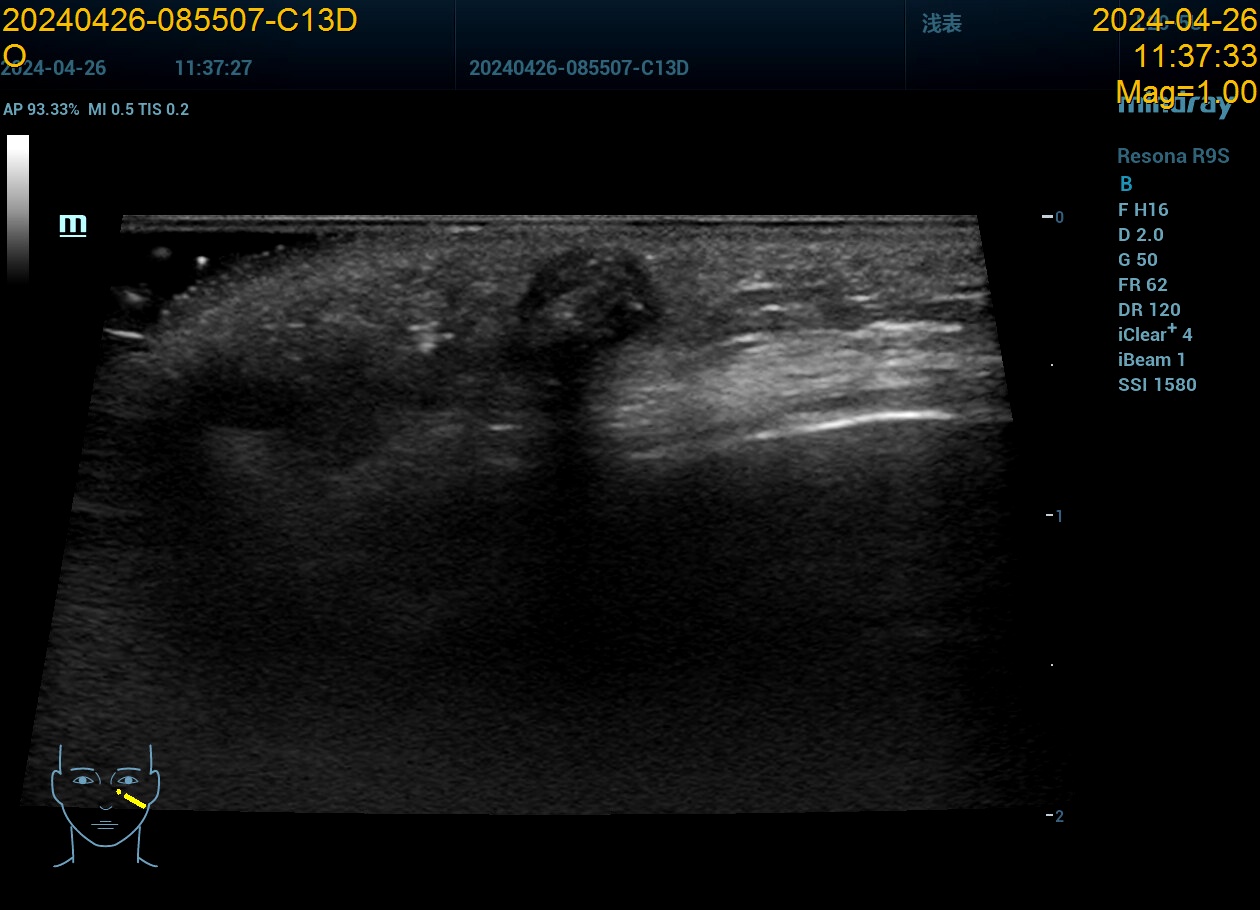 20240426-085507-C13D
O
2024-04-26 11:37:27 20240426-085507-C13D
浅表
2024-04-26
11:37:33
Mag=1.00
mindray
AP 93.33% MI 0.5 TIS 0.2
m
Resona R9S
B
F H16
D 2.0
G 50
FR 62
DR 120
iClear+ 4
iBeam 1
SSI 1580
0
1
2